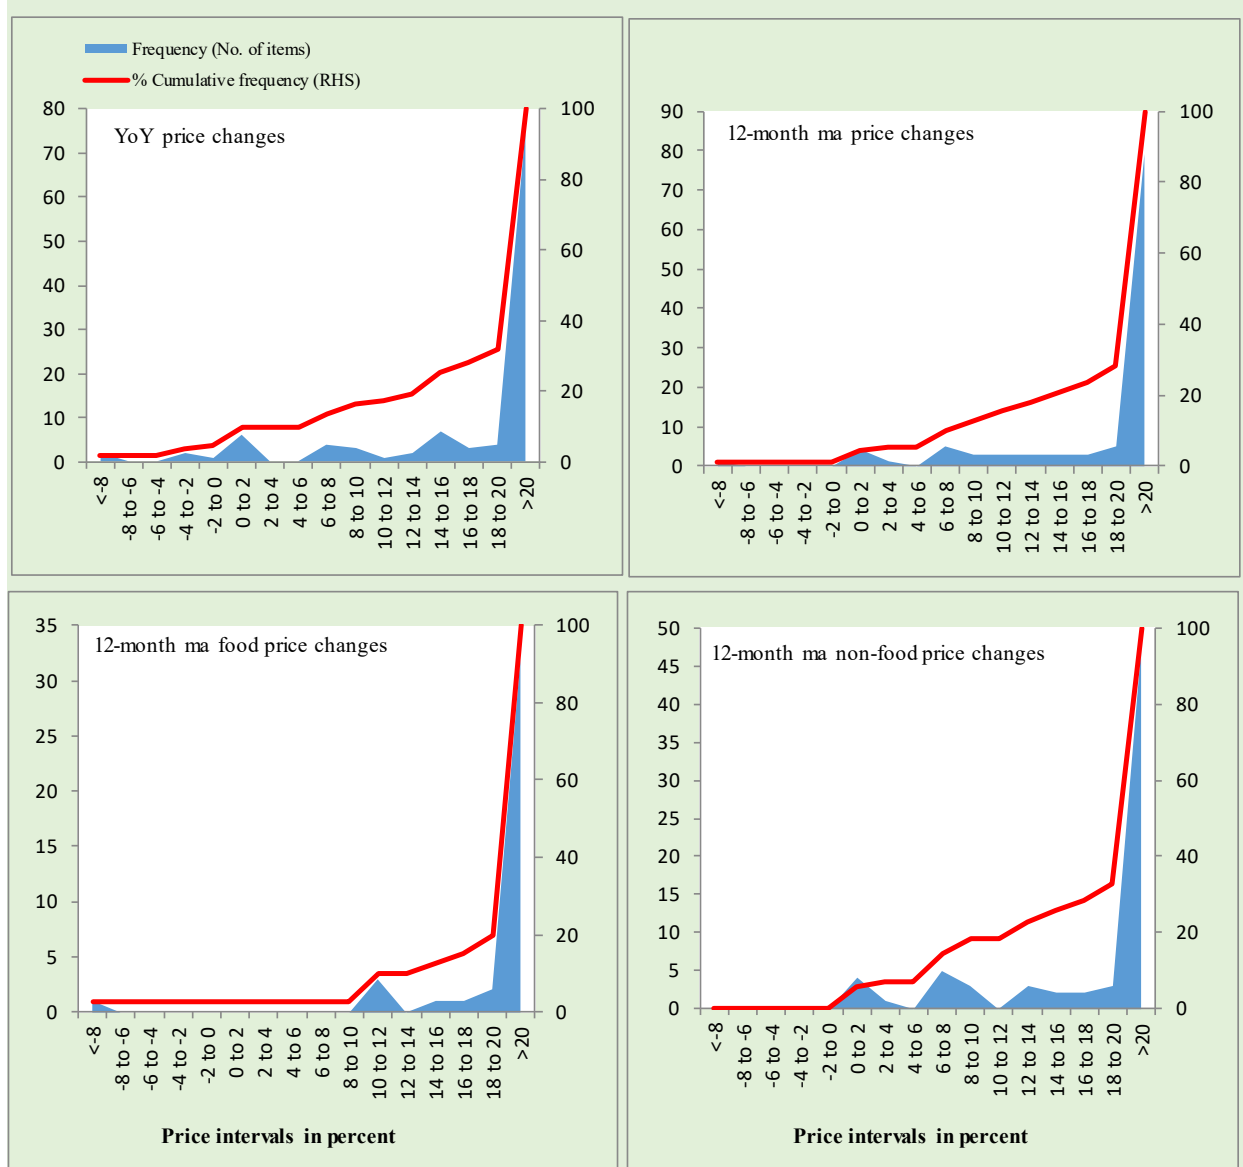 Frequency (No. of items)
% Cumulative frequency (RHS)
YoY price changes
80
70
60
50
40
30
20
10
0
100
80
60
40
20
0
<-8
-8 to -6
-6 to -4
-4 to -2
-2 to 0
0 to 2
2 to 4
4 to 6
6 to 8
8 to 10
10 to 12
12 to 14
14 to 16
16 to 18
18 to 20
>20
12-month ma price changes
90
80
70
60
50
40
30
20
10
0
100
80
60
40
20
0
<-8
-8 to -6
-6 to -4
-4 to -2
-2 to 0
0 to 2
2 to 4
4 to 6
6 to 8
8 to 10
10 to 12
12 to 14
14 to 16
16 to 18
18 to 20
>20
12-month ma food price changes
35
30
25
20
15
10
5
0
100
80
60
40
20
0
<-8
-8 to -6
-6 to -4
-4 to -2
-2 to 0
0 to 2
2 to 4
4 to 6
6 to 8
8 to 10
10 to 12
12 to 14
14 to 16
16 to 18
18 to 20
>20
Price intervals in percent
12-month ma non-food price changes
50
45
40
35
30
25
20
15
10
5
0
100
80
60
40
20
0
<-8
-8 to -6
-6 to -4
-4 to -2
-2 to 0
0 to 2
2 to 4
4 to 6
6 to 8
8 to 10
10 to 12
12 to 14
14 to 16
16 to 18
18 to 20
>20
Price intervals in percent